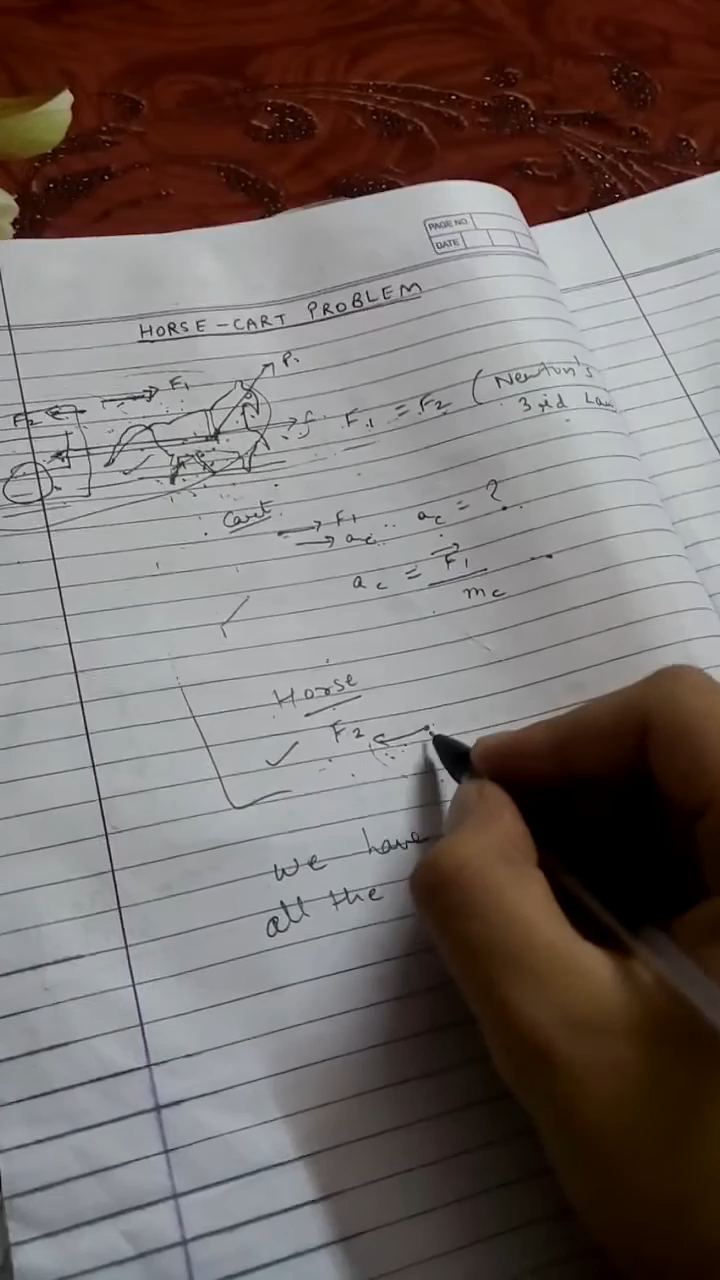 PAGE NO.
DATE
HORSE-CART PROBLEM
F₁
P.
F₂
f
F₁ = F₂ (Newton's
3rd Law
Cart
F₁
ac
ac = ?
ac = F₁ / mc
Horse
F₂
we have
all the